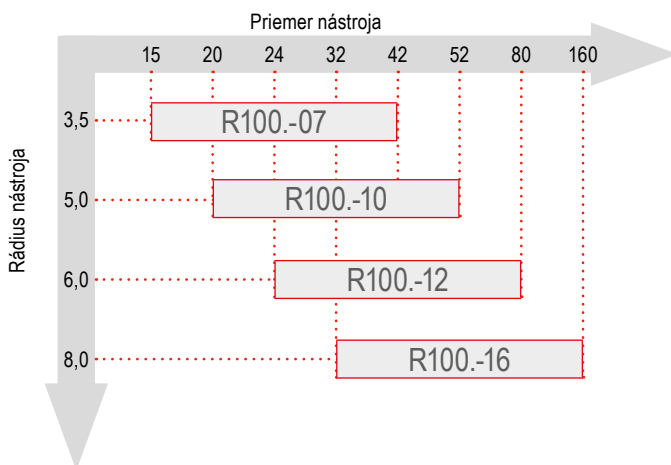 Priemer nástroja
15 20 24 32 42 52 80 160
Rádius nástroja
3,5 R100.-07
5,0 R100.-10
6,0 R100.-12
8,0 R100.-16